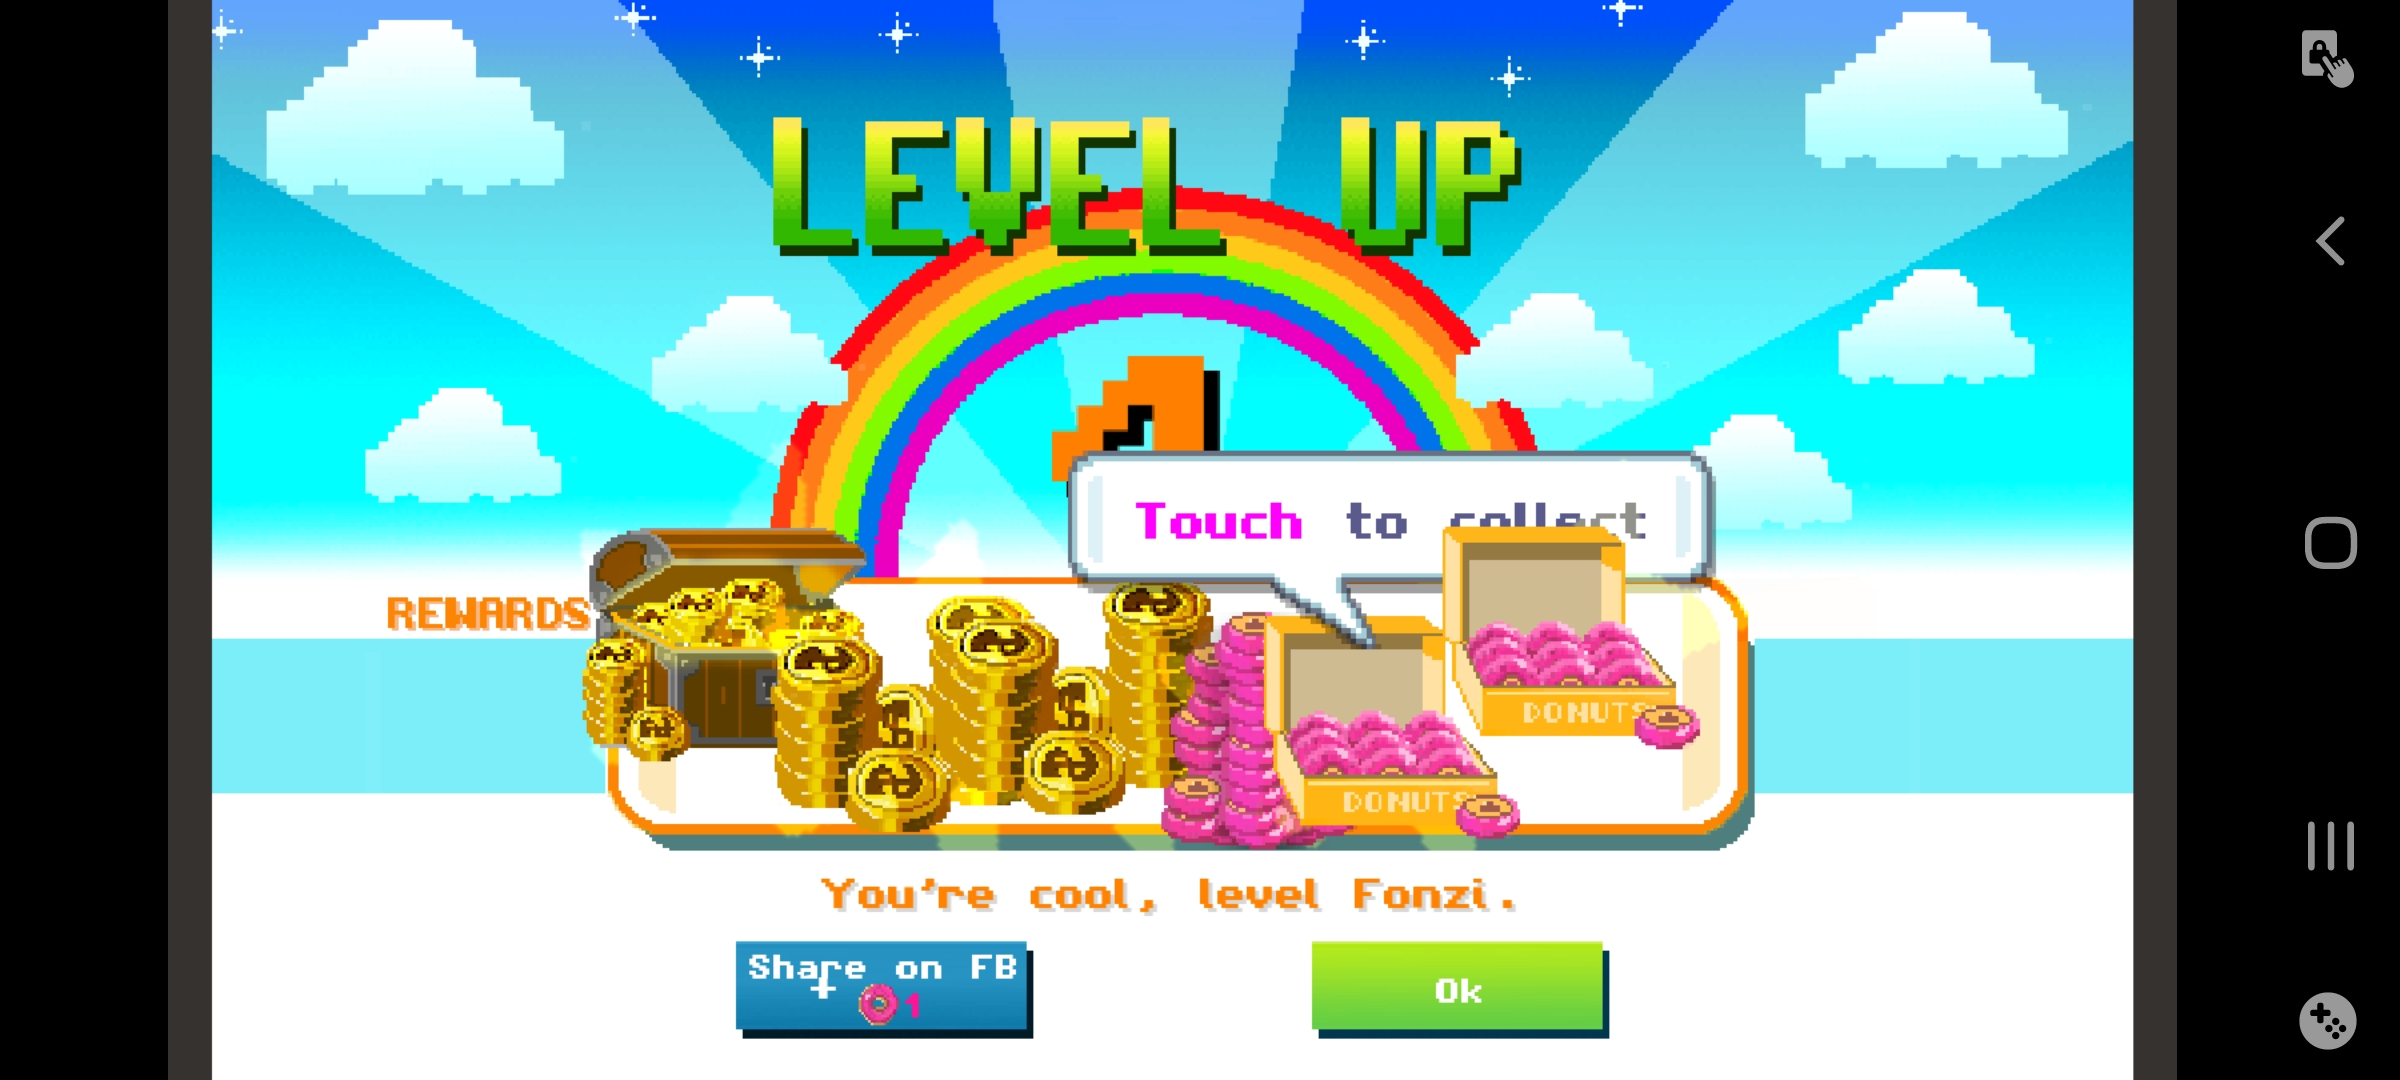 LEVEL UP
4
Touch to collect
REWARDS
DONUTS
DONUTS
You're cool, level Fonzi.
Share on FB
+ 1
Ok